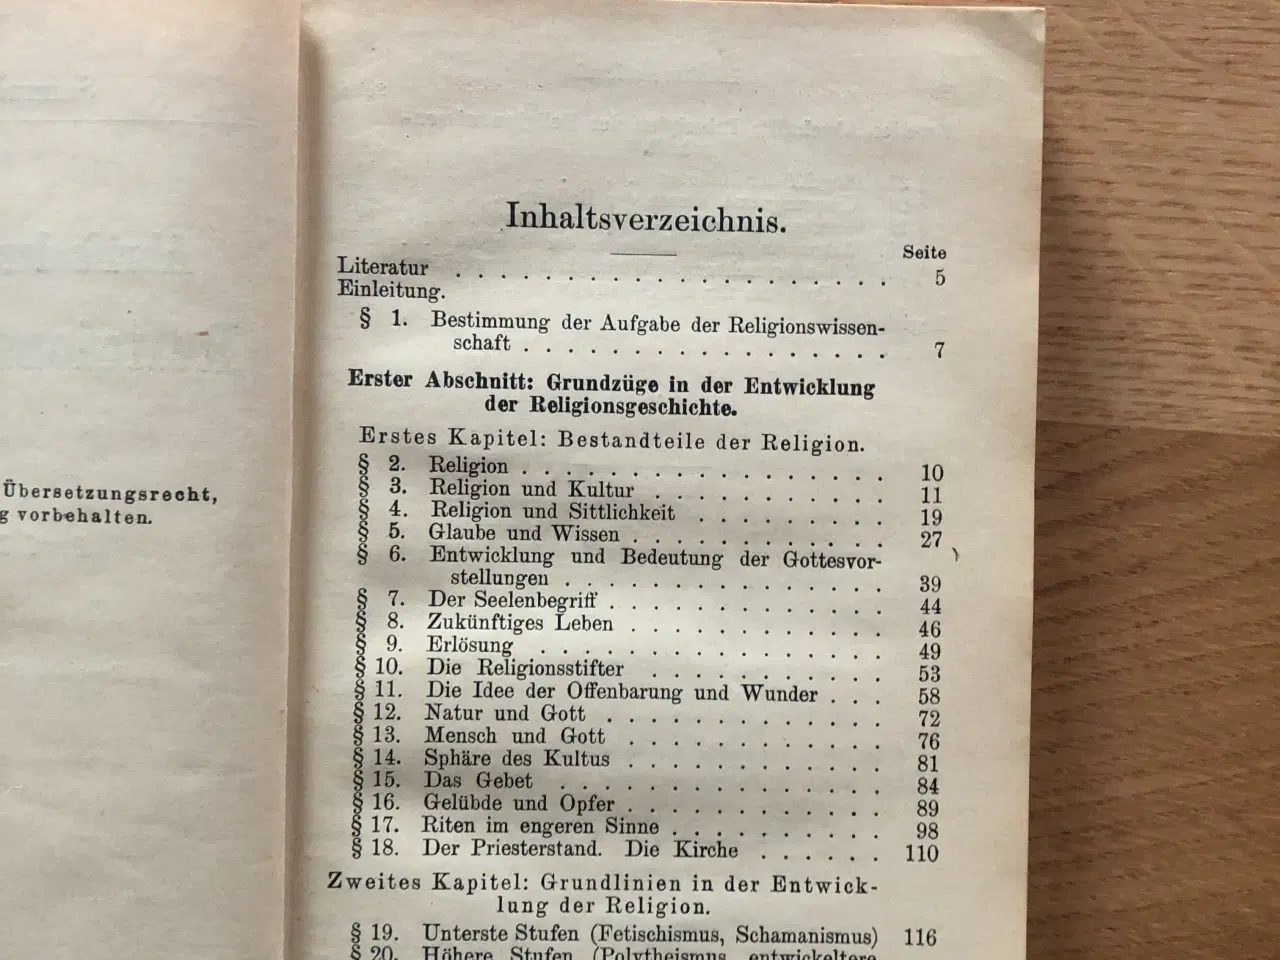 Übersetzungsrecht,
g vorbehalten.
Inhaltsverzeichnis.
Seite
Literatur . . . . . . . . . . . . . . . . . . . . 5
Einleitung.
§ 1. Bestimmung der Aufgabe der Religionswissen-
schaft . . . . . . . . . . . . . . . . . 7
Erster Abschnitt: Grundzüge in der Entwicklung
der Religionsgeschichte.
Erstes Kapitel: Bestandteile der Religion.
§ 2. Religion . . . . . . . . . . . . . . . . 10
§ 3. Religion und Kultur . . . . . . . . . . . 11
§ 4. Religion und Sittlichkeit . . . . . . . . . 19
§ 5. Glaube und Wissen . . . . . . . . . . . . 27
§ 6. Entwicklung und Bedeutung der Gottesvor-
stellungen . . . . . . . . . . . . . . . 39
§ 7. Der Seelenbegriff . . . . . . . . . . . . . 44
§ 8. Zukünftiges Leben . . . . . . . . . . . . 46
§ 9. Erlösung . . . . . . . . . . . . . . . . 49
§ 10. Die Religionsstifter . . . . . . . . . . . 53
§ 11. Die Idee der Offenbarung und Wunder . . . 58
§ 12. Natur und Gott . . . . . . . . . . . . . 72
§ 13. Mensch und Gott . . . . . . . . . . . . 76
§ 14. Sphäre des Kultus . . . . . . . . . . . . 81
§ 15. Das Gebet . . . . . . . . . . . . . . . 84
§ 16. Gelübde und Opfer . . . . . . . . . . . . 89
§ 17. Riten im engeren Sinne . . . . . . . . . . 98
§ 18. Der Priesterstand. Die Kirche . . . . . . 110
Zweites Kapitel: Grundlinien in der Entwick-
lung der Religion.
§ 19. Unterste Stufen (Fetischismus, Schamanismus) 116
§ 20. Höhere Stufen (Polytheismus, entwickeltere